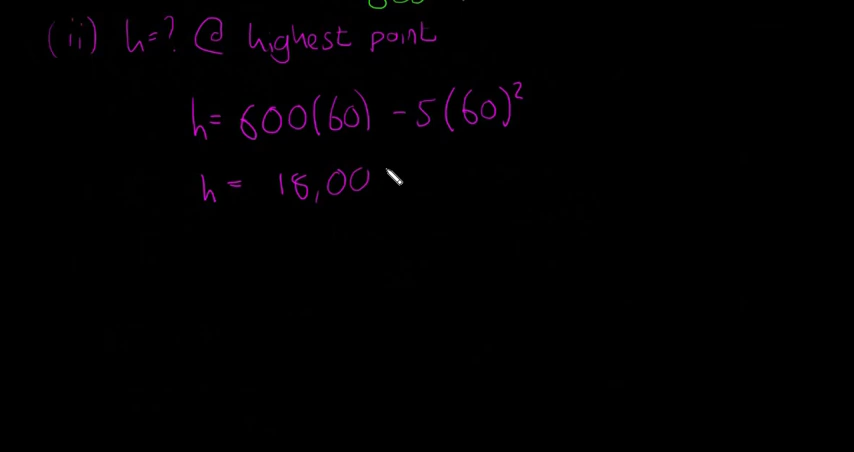 (ii) h=? @ highest point
h= 600(60) - 5(60)²
h = 18,00